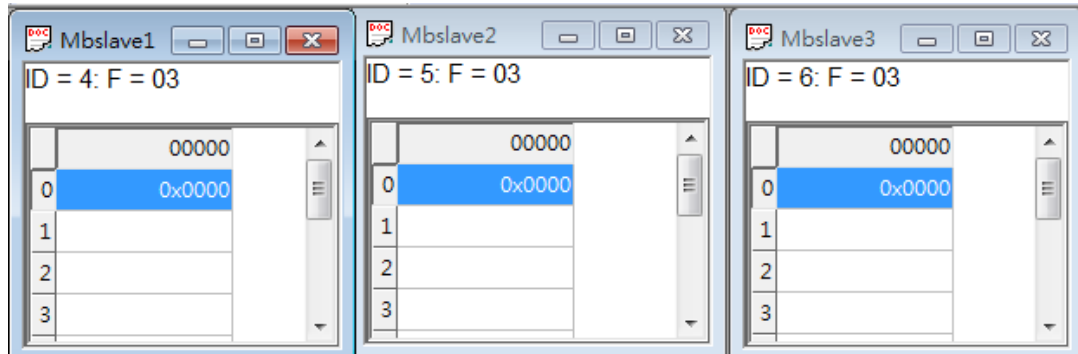 Mbslave1
ID = 4: F = 03
00000
0 0x0000
1
2
3
Mbslave2
ID = 5: F = 03
00000
0 0x0000
1
2
3
Mbslave3
ID = 6: F = 03
00000
0 0x0000
1
2
3